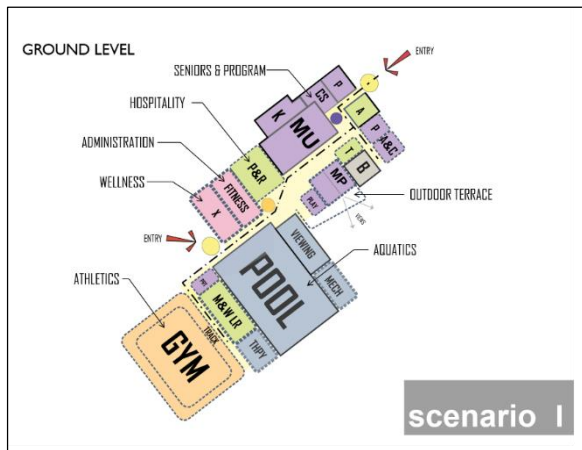 GROUND LEVEL
ENTRY
SENIORS & PROGRAM
HOSPITALITY
ADMINISTRATION
WELLNESS
ENTRY
ATHLETICS
OUTDOOR TERRACE
AQUATICS
K
CS
P
MU
A
P
A&C
T
B
MP
PLAY
VIEWS
P&R
FITNESS
X
VIEWING
MECH
POOL
M&W LR
THPY
TRACK
GYM
scenario I